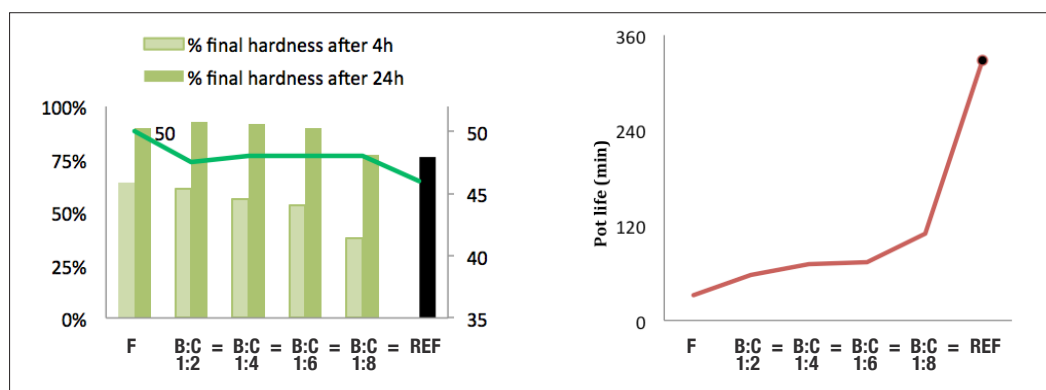 % final hardness after 4h
% final hardness after 24h
100%
75%
50%
25%
0%
50
50
45
40
35
F B:C = B:C = B:C = B:C = REF
1:2 1:4 1:6 1:8
Pot life (min)
360
240
120
0
F B:C = B:C = B:C = B:C = REF
1:2 1:4 1:6 1:8